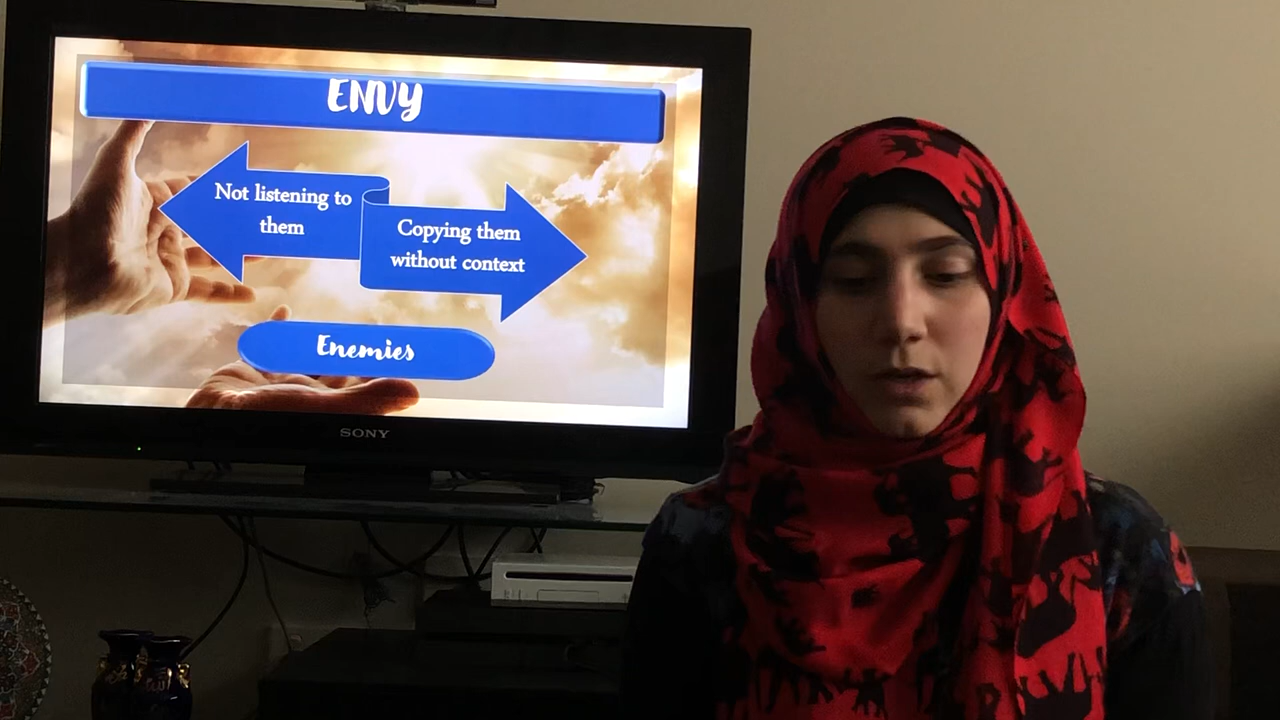 ENVY
Not listening to
them
Copying them
without context
Enemies
SONY